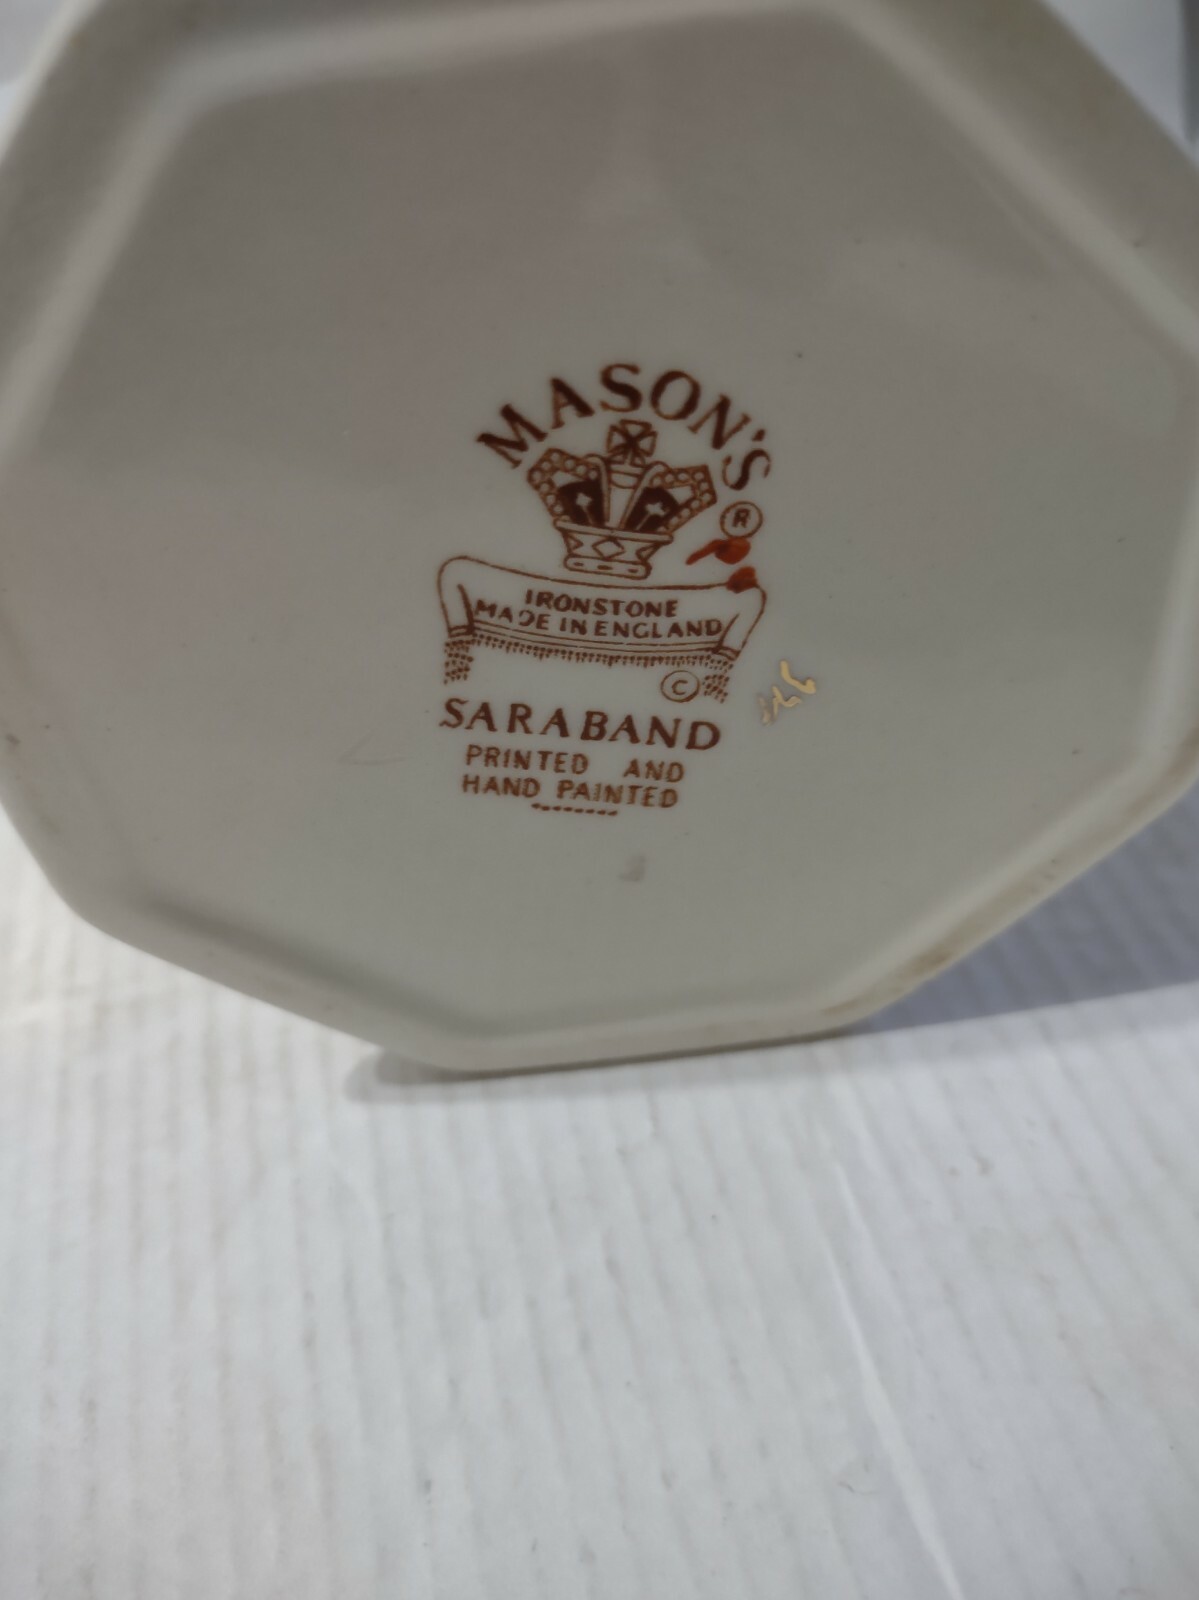 MASON'S
®
IRONSTONE
MADE IN ENGLAND
©
SARABAND
PRINTED AND
HAND PAINTED